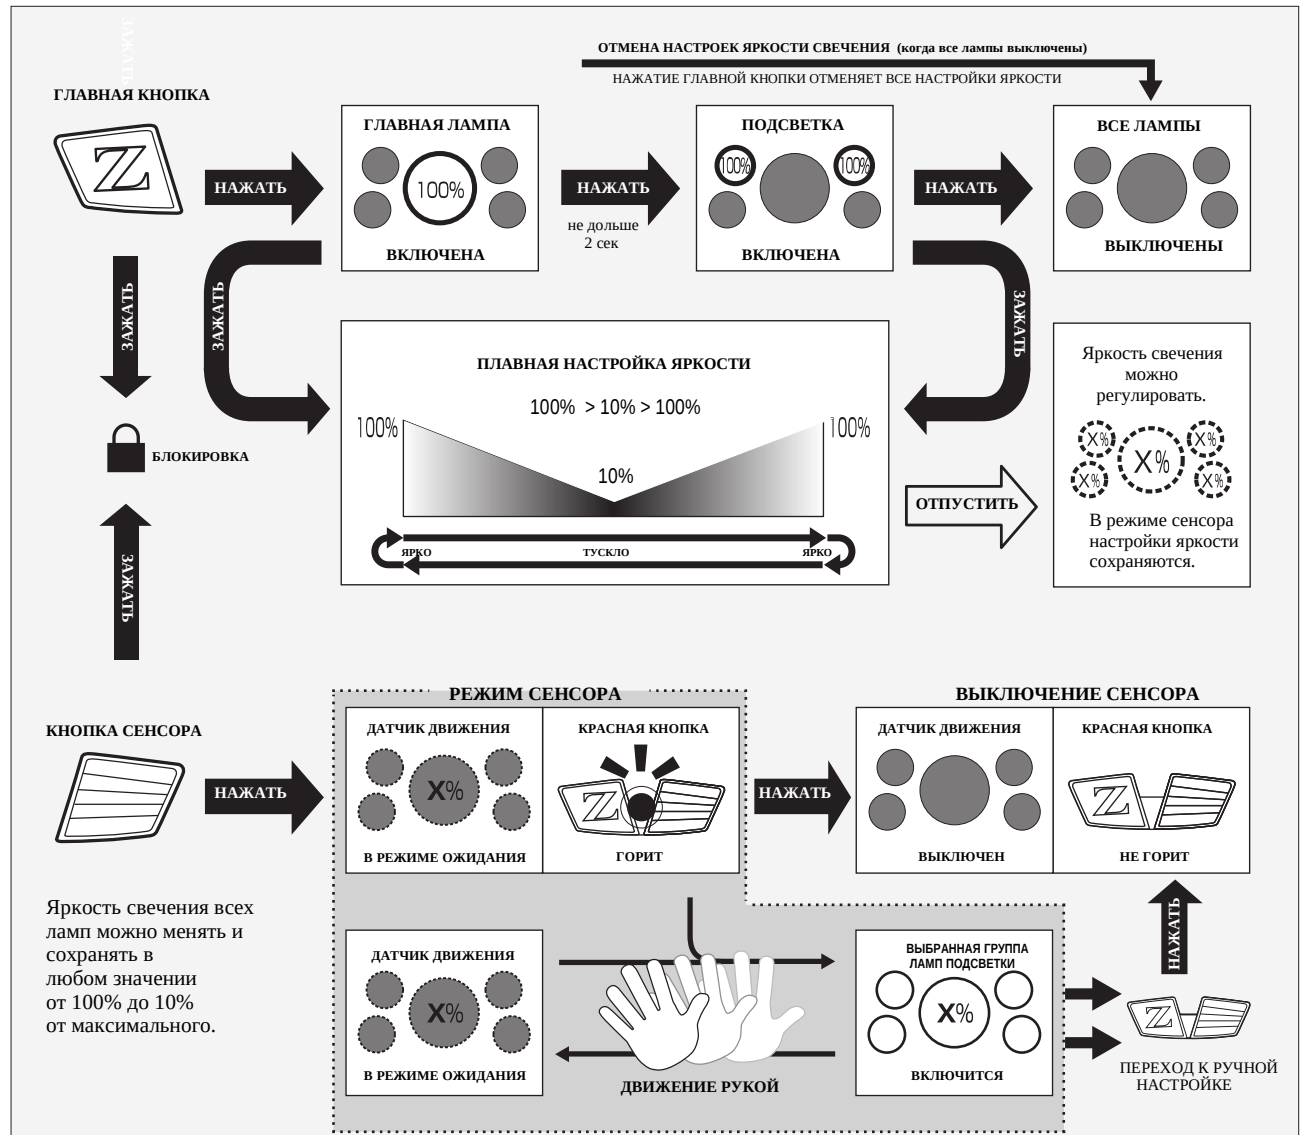 ЗАЖАТЬ
ОТМЕНА НАСТРОЕК ЯРКОСТИ СВЕЧЕНИЯ (когда все лампы выключены)
НАЖАТИЕ ГЛАВНОЙ КНОПКИ ОТМЕНЯЕТ ВСЕ НАСТРОЙКИ ЯРКОСТИ
ГЛАВНАЯ КНОПКА
Z
НАЖАТЬ
ГЛАВНАЯ ЛАМПА
100%
ВКЛЮЧЕНА
НАЖАТЬ
не дольше
2 сек
ПОДСВЕТКА
100%
100%
ВКЛЮЧЕНА
НАЖАТЬ
ВСЕ ЛАМПЫ
ВЫКЛЮЧЕНЫ
ЗАЖАТЬ
ЗАЖАТЬ
ЗАЖАТЬ
БЛОКИРОВКА
ЗАЖАТЬ
ПЛАВНАЯ НАСТРОЙКА ЯРКОСТИ
100% > 10% > 100%
100%
100%
10%
ЯРКО
ТУСКЛО
ЯРКО
ОТПУСТИТЬ
Яркость свечения
можно
регулировать.
X%
X%
X%
X%
X%
В режиме сенсора
настройки яркости
сохраняются.
КНОПКА СЕНСОРА
НАЖАТЬ
РЕЖИМ СЕНСОРА
ДАТЧИК ДВИЖЕНИЯ
X%
В РЕЖИМЕ ОЖИДАНИЯ
КРАСНАЯ КНОПКА
Z
ГОРИТ
НАЖАТЬ
ВЫКЛЮЧЕНИЕ СЕНСОРА
ДАТЧИК ДВИЖЕНИЯ
ВЫКЛЮЧЕН
КРАСНАЯ КНОПКА
Z
НЕ ГОРИТ
Яркость свечения всех
ламп можно менять и
сохранять в
любом значении
от 100% до 10%
от максимального.
ДАТЧИК ДВИЖЕНИЯ
X%
В РЕЖИМЕ ОЖИДАНИЯ
ДВИЖЕНИЕ РУКОЙ
ВЫБРАННАЯ ГРУППА
ЛАМП ПОДСВЕТКИ
X%
ВКЛЮЧИТСЯ
НАЖАТЬ
Z
ПЕРЕХОД К РУЧНОЙ
НАСТРОЙКЕ